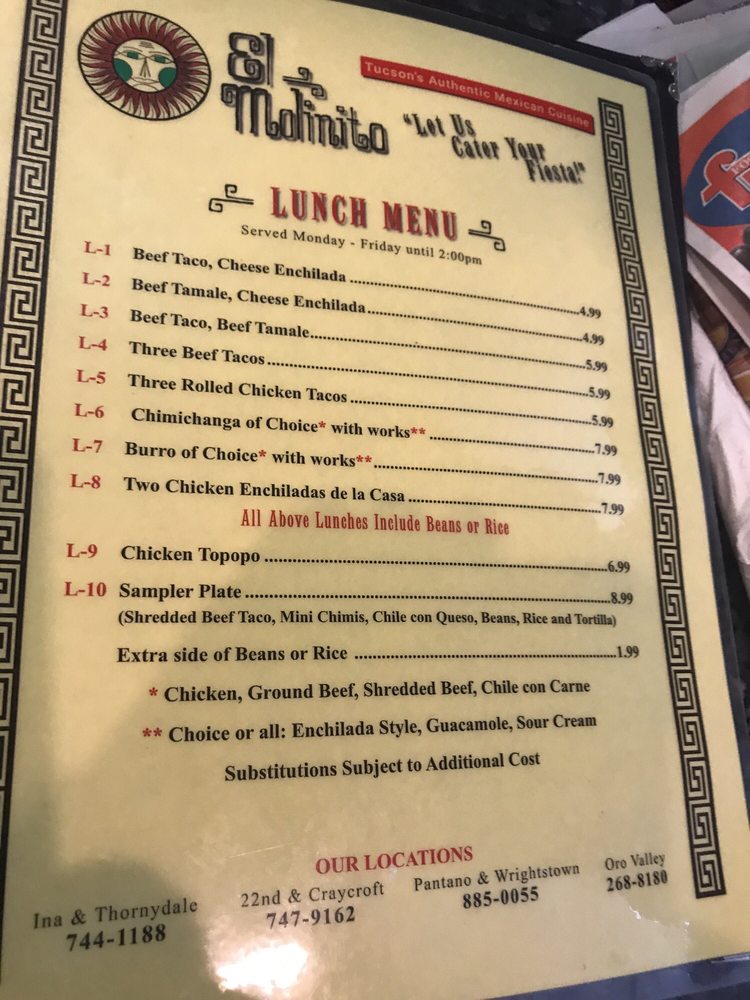 El Molinito
Tucson's Authentic Mexican Cuisine
"Let Us
Cater Your
Fiesta!"
LUNCH MENU
Served Monday - Friday until 2:00pm
L-1 Beef Taco, Cheese Enchilada ..... 4.99
L-2 Beef Tamale, Cheese Enchilada ..... 4.99
L-3 Beef Taco, Beef Tamale ..... 5.99
L-4 Three Beef Tacos ..... 5.99
L-5 Three Rolled Chicken Tacos ..... 5.99
L-6 Chimichanga of Choice* with works** ..... 7.99
L-7 Burro of Choice* with works** ..... 7.99
L-8 Two Chicken Enchiladas de la Casa ..... 7.99
All Above Lunches Include Beans or Rice
L-9 Chicken Topopo ..... 6.99
L-10 Sampler Plate ..... 8.99
(Shredded Beef Taco, Mini Chimis, Chile con Queso, Beans, Rice and Tortilla)
Extra side of Beans or Rice ..... 1.99
* Chicken, Ground Beef, Shredded Beef, Chile con Carne
** Choice or all: Enchilada Style, Guacamole, Sour Cream
Substitutions Subject to Additional Cost
OUR LOCATIONS
Ina & Thornydale
744-1188
22nd & Craycroft
747-9162
Pantano & Wrightstown
885-0055
Oro Valley
268-8180